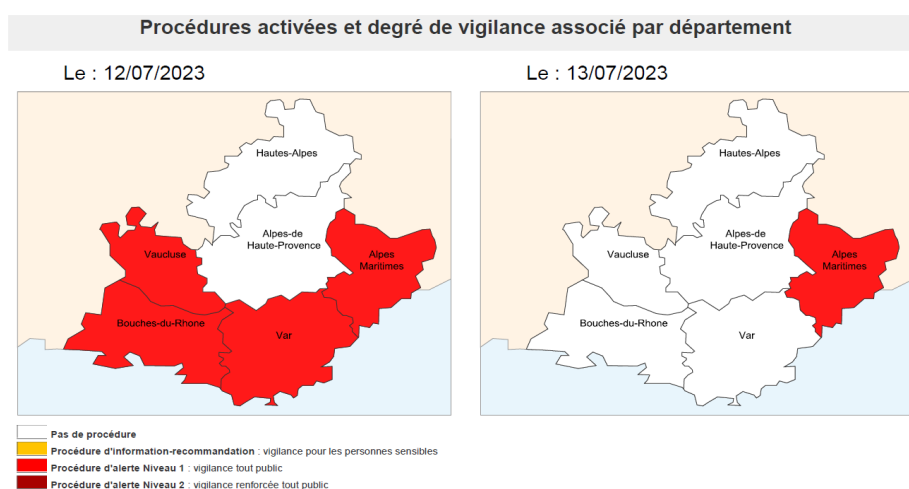 Procédures activées et degré de vigilance associé par département
Le : 12/07/2023
Hautes-Alpes
Alpes-de
Haute-Provence
Vaucluse
Alpes
Maritimes
Bouches-du-Rhone
Var
Le : 13/07/2023
Hautes-Alpes
Alpes-de
Haute-Provence
Vaucluse
Alpes
Maritimes
Bouches-du-Rhone
Var
Pas de procédure
Procédure d'information-recommandation : vigilance pour les personnes sensibles
Procédure d'alerte Niveau 1 : vigilance tout public
Procédure d'alerte Niveau 2 : vigilance renforcée tout public